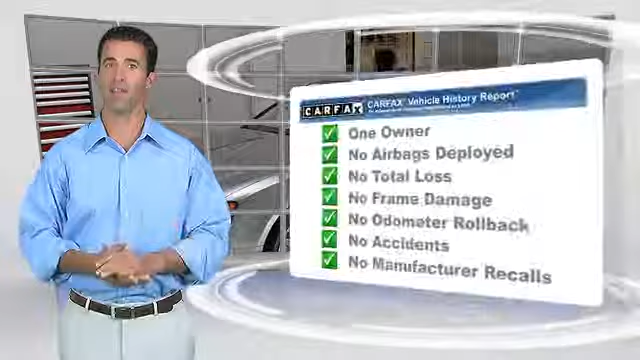 CARFAX CARFAX Vehicle History Report™
One Owner
No Airbags Deployed
No Total Loss
No Frame Damage
No Odometer Rollback
No Accidents
No Manufacturer Recalls